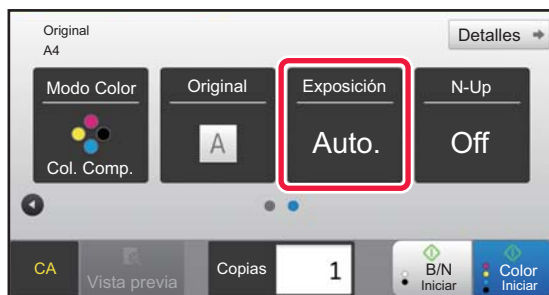 Original
A4
Detalles
Modo Color
Col. Comp.
Original
A
Exposición
Auto.
N-Up
Off
CA
Vista previa
Copias
1
B/N
Iniciar
Color
Iniciar